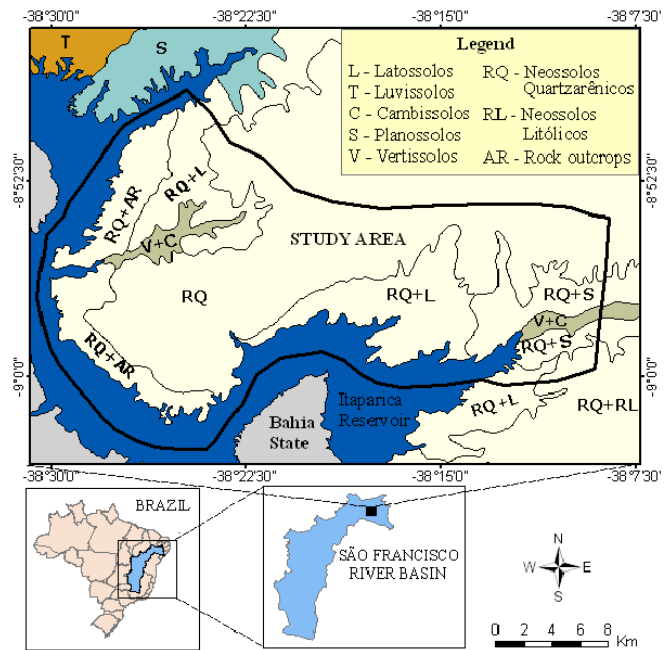 -38°30'0"
-38°22'30"
-38°15'0"
-38°7'30"
T
S
Legend
L - Latossolos
T - Luvissolos
C - Cambissolos
S - Planossolos
V - Vertissolos
RQ - Neossolos
Quartzarênicos
RL - Neossolos
Litólicos
AR - Rock outcrops
-8°52'30"
-8°52'30"
RQ+AR
RQ+L
V+C
STUDY AREA
RQ
RQ+L
RQ+S
V+C
RQ+S
RQ+AR
-8°0'0"
-8°0'0"
Itaparica
Reservoir
RQ+L
RQ+RL
Bahia
State
-38°30'0"
-38°22'30"
-38°15'0"
-38°7'30"
BRAZIL
SÃO FRANCISCO
RIVER BASIN
N
W
E
S
0 2 4 6 8
Km